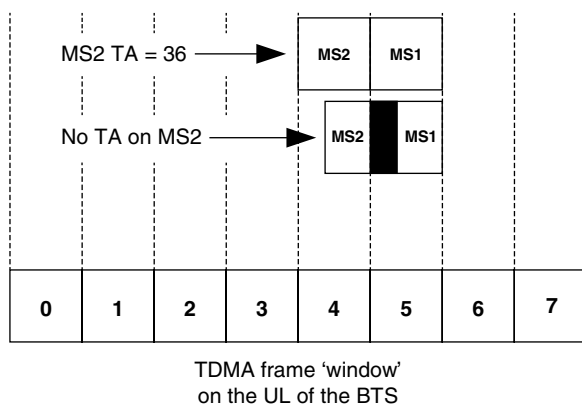 MS2 TA = 36
MS2 MS1
No TA on MS2
MS2 MS1
0 1 2 3 4 5 6 7
TDMA frame ‘window’
on the UL of the BTS